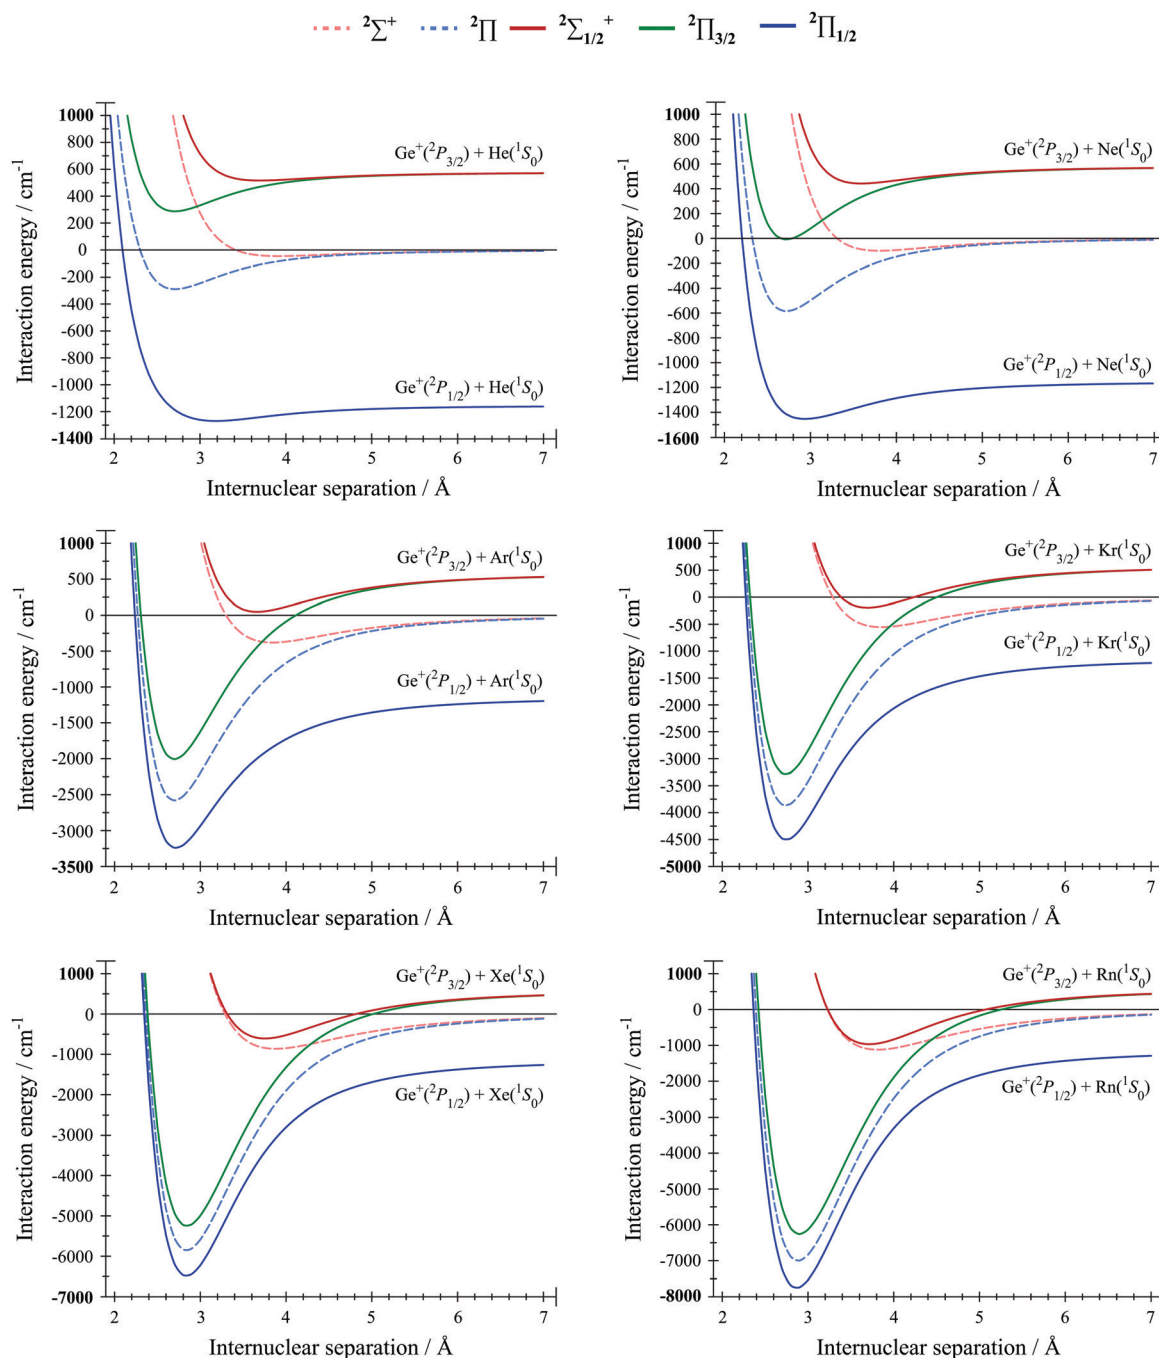 ²Σ⁺ ²Π ²Σ₁/₂⁺ ²Π₃/₂ ²Π₁/₂
Interaction energy / cm⁻¹
1000
800
600
400
200
0
-200
-400
-600
-800
-1000
-1200
-1400
Ge⁺(²P₃/₂) + He(¹S₀)
Ge⁺(²P₁/₂) + He(¹S₀)
2 3 4 5 6 7
Internuclear separation / Å
Interaction energy / cm⁻¹
1000
800
600
400
200
0
-200
-400
-600
-800
-1000
-1200
-1400
-1600
Ge⁺(²P₃/₂) + Ne(¹S₀)
Ge⁺(²P₁/₂) + Ne(¹S₀)
2 3 4 5 6 7
Internuclear separation / Å
Interaction energy / cm⁻¹
1000
500
0
-500
-1000
-1500
-2000
-2500
-3000
-3500
Ge⁺(²P₃/₂) + Ar(¹S₀)
Ge⁺(²P₁/₂) + Ar(¹S₀)
2 3 4 5 6 7
Internuclear separation / Å
Interaction energy / cm⁻¹
1000
500
0
-500
-1000
-1500
-2000
-2500
-3000
-3500
-4000
-4500
-5000
Ge⁺(²P₃/₂) + Kr(¹S₀)
Ge⁺(²P₁/₂) + Kr(¹S₀)
2 3 4 5 6 7
Internuclear separation / Å
Interaction energy / cm⁻¹
1000
0
-1000
-2000
-3000
-4000
-5000
-6000
-7000
Ge⁺(²P₃/₂) + Xe(¹S₀)
Ge⁺(²P₁/₂) + Xe(¹S₀)
2 3 4 5 6 7
Internuclear separation / Å
Interaction energy / cm⁻¹
1000
0
-1000
-2000
-3000
-4000
-5000
-6000
-7000
-8000
Ge⁺(²P₃/₂) + Rn(¹S₀)
Ge⁺(²P₁/₂) + Rn(¹S₀)
2 3 4 5 6 7
Internuclear separation / Å